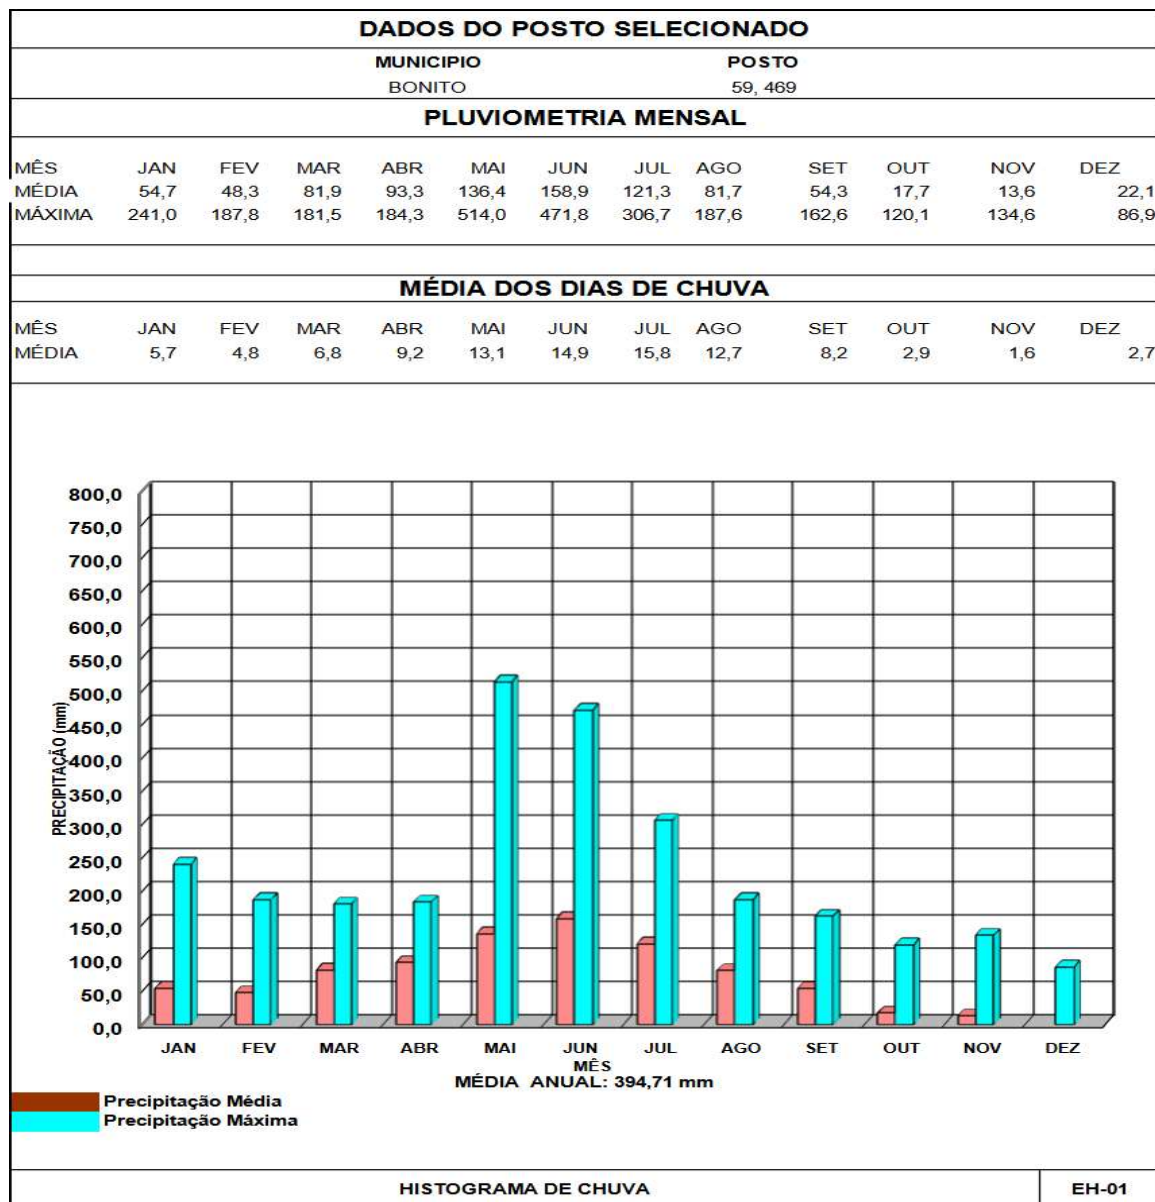 DADOS DO POSTO SELECIONADO
MUNICIPIO POSTO
BONITO 59, 469
PLUVIOMETRIA MENSAL
MÊS JAN FEV MAR ABR MAI JUN JUL AGO SET OUT NOV DEZ
MÉDIA 54,7 48,3 81,9 93,3 136,4 158,9 121,3 81,7 54,3 17,7 13,6 22,1
MÁXIMA 241,0 187,8 181,5 184,3 514,0 471,8 306,7 187,6 162,6 120,1 134,6 86,9
MÉDIA DOS DIAS DE CHUVA
MÊS JAN FEV MAR ABR MAI JUN JUL AGO SET OUT NOV DEZ
MÉDIA 5,7 4,8 6,8 9,2 13,1 14,9 15,8 12,7 8,2 2,9 1,6 2,7
PRECIPITAÇÃO (mm)
800,0
750,0
700,0
650,0
600,0
550,0
500,0
450,0
400,0
350,0
300,0
250,0
200,0
150,0
100,0
50,0
0,0
JAN FEV MAR ABR MAI JUN JUL AGO SET OUT NOV DEZ
MÊS
MÉDIA ANUAL: 394,71 mm
Precipitação Média
Precipitação Máxima
HISTOGRAMA DE CHUVA EH-01